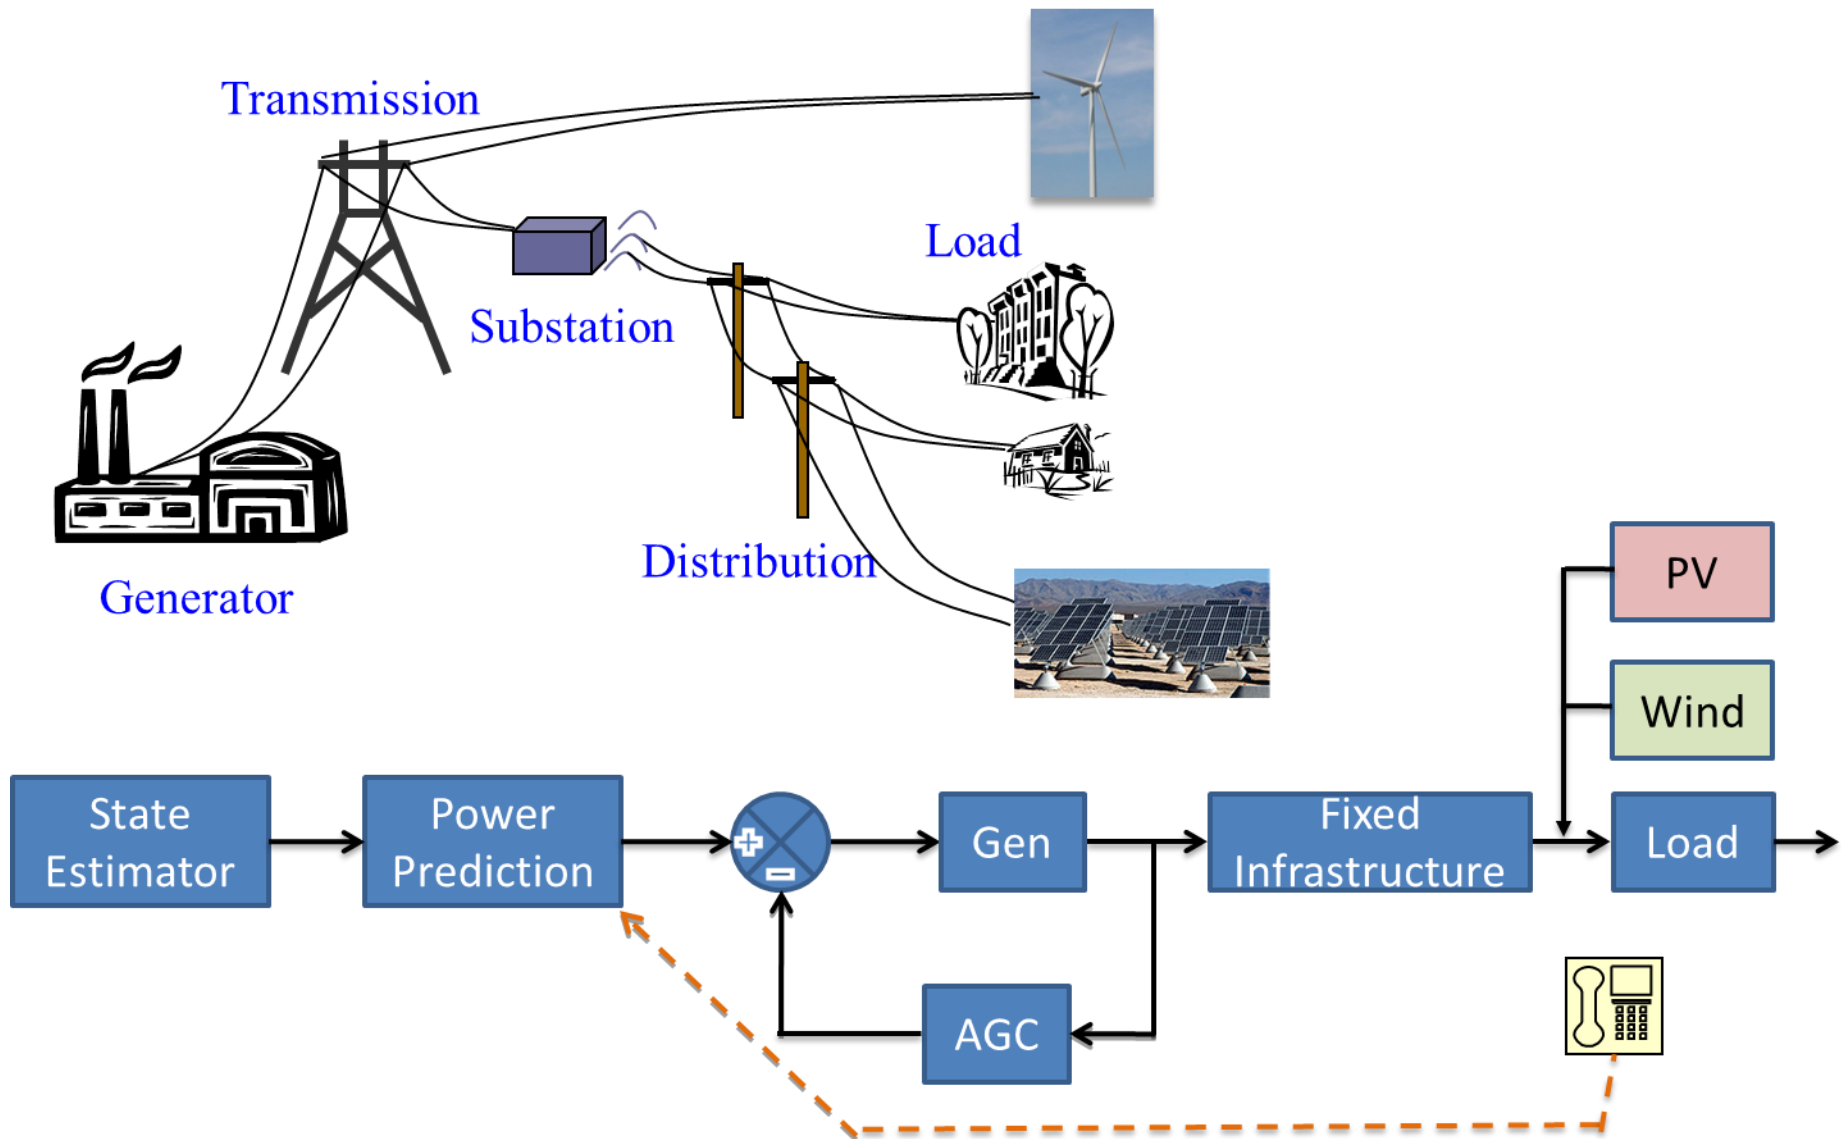 Transmission
Load
Substation
Distribution
Generator
PV
Wind
State
Estimator
Power
Prediction
Gen
Fixed
Infrastructure
Load
AGC